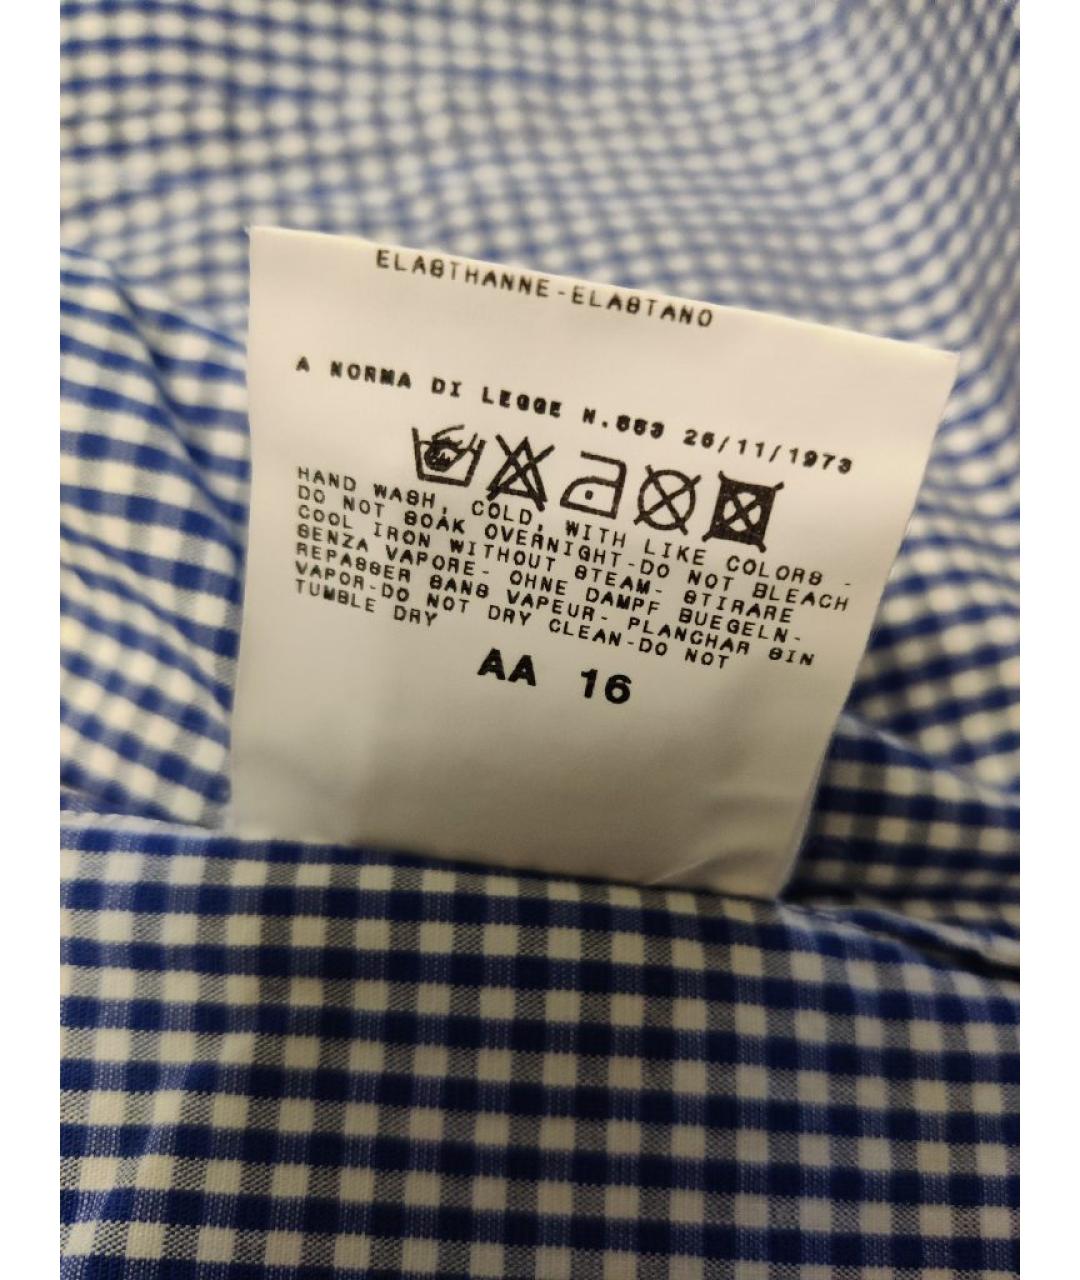 ELASTHANNE-ELASTANO
A NORMA DI LEGGE N.883 26/11/1973
HAND WASH, COLD, WITH LIKE COLORS -
DO NOT SOAK OVERNIGHT-DO NOT BLEACH
COOL IRON WITHOUT STEAM- STIRARE
SENZA VAPORE- OHNE DAMPF BUEGELN-
REPASSER SANS VAPEUR- PLANCHAR SIN
VAPOR-DO NOT DRY CLEAN-DO NOT
TUMBLE DRY
AA 16